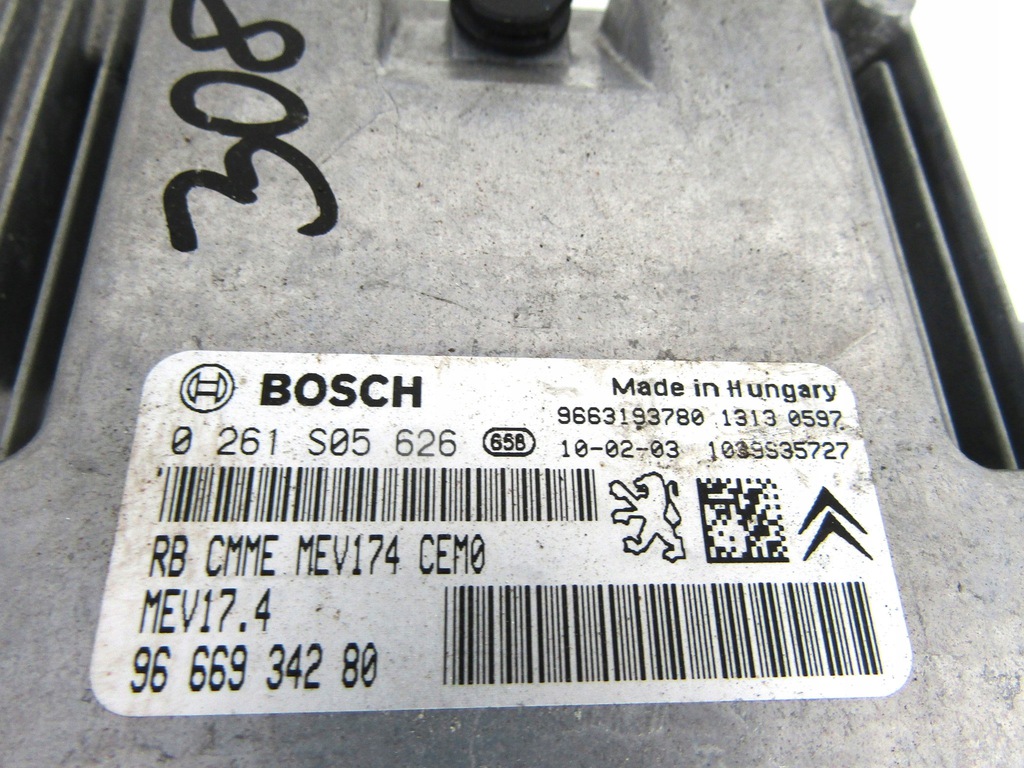 308
BOSCH
Made in Hungary
9663193780 1313 0597
0 261 S05 626 65B
10-02-03 1039S35727
RB CMME MEV174 CEM0
MEV17.4
96 669 342 80